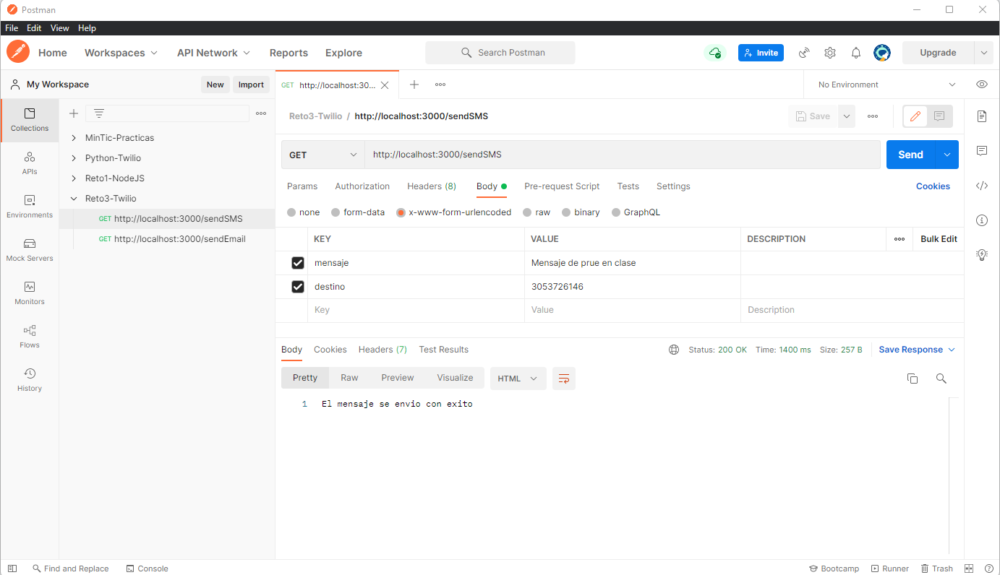 Postman
File Edit View Help
Home Workspaces API Network Reports Explore Search Postman Invite Upgrade
My Workspace New Import GET http://localhost:30... No Environment
Reto3-Twilio / http://localhost:3000/sendSMS Save
Collections
APIs
Environments
Mock Servers
Monitors
Flows
History
MinTic-Practicas
Python-Twilio
Reto1-NodeJS
Reto3-Twilio
GET http://localhost:3000/sendSMS
GET http://localhost:3000/sendEmail
GET http://localhost:3000/sendSMS Send
Params Authorization Headers (8) Body Pre-request Script Tests Settings Cookies
none form-data x-www-form-urlencoded raw binary GraphQL
KEY VALUE DESCRIPTION Bulk Edit
mensaje Mensaje de prue en clase
destino 3053726146
Key Value Description
Body Cookies Headers (7) Test Results Status: 200 OK Time: 1400 ms Size: 257 B Save Response
Pretty Raw Preview Visualize HTML
1 El mensaje se envio con exito
Find and Replace Console Bootcamp Runner Trash